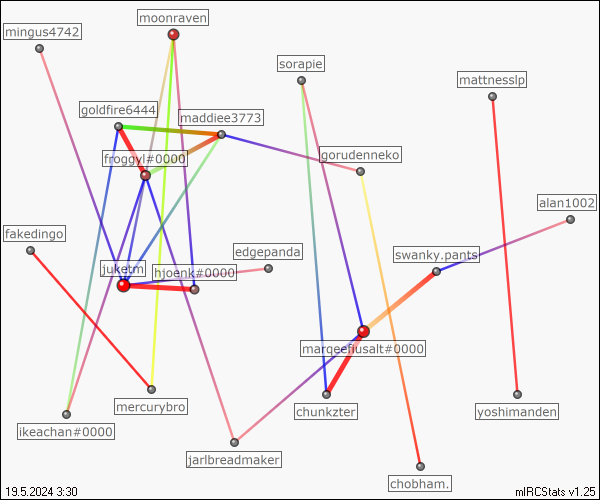 moonraven
mingus4742
sorapie
mattnesslp
goldfire6444
maddiee3773
froggyl#0000
gorudenneko
alan1002
fakedingo
edgepanda
swanky.pants
juketm
hjoenk#0000
marqeefiusalt#0000
mercurybro
chunkzter
yoshimanden
ikeachan#0000
jarlbreadmaker
chobham.
19.5.2024 3:30
mIRCStats v1.25